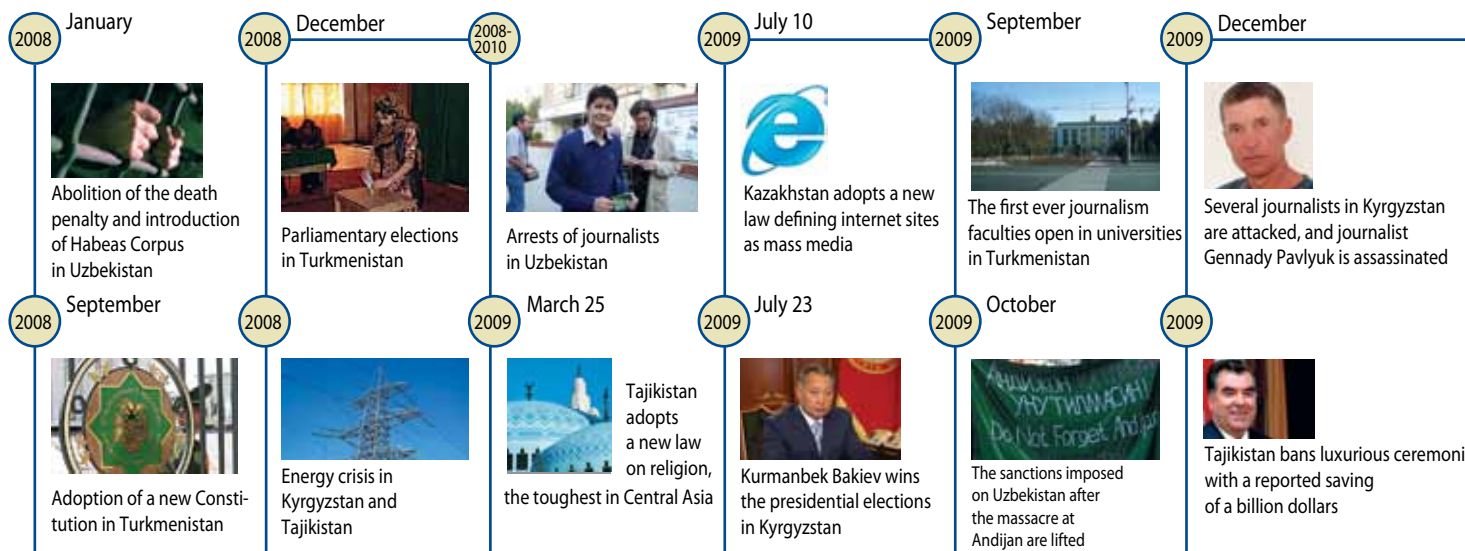 January
2008
Abolition of the death
penalty and introduction
of Habeas Corpus
in Uzbekistan
September
2008
Adoption of a new Consti-
tution in Turkmenistan
December
2008
Parliamentary elections
in Turkmenistan
2008
Energy crisis in
Kyrgyzstan and
Tajikistan
2008-
2010
Arrests of journalists
in Uzbekistan
March 25
2009
Tajikistan
adopts
a new law
on religion,
the toughest in Central Asia
July 10
2009
Kazakhstan adopts a new
law defining internet sites
as mass media
July 23
2009
Kurmanbek Bakiev wins
the presidential elections
in Kyrgyzstan
September
2009
The first ever journalism
faculties open in universities
in Turkmenistan
October
2009
АНДИЖОН
УНУТИЛМАСИН!
Do Not Forget
The sanctions imposed
on Uzbekistan after
the massacre at
Andijan are lifted
December
2009
Several journalists in Kyrgyzstan
are attacked, and journalist
Gennady Pavlyuk is assassinated
2009
Tajikistan bans luxurious ceremoni
with a reported saving
of a billion dollars